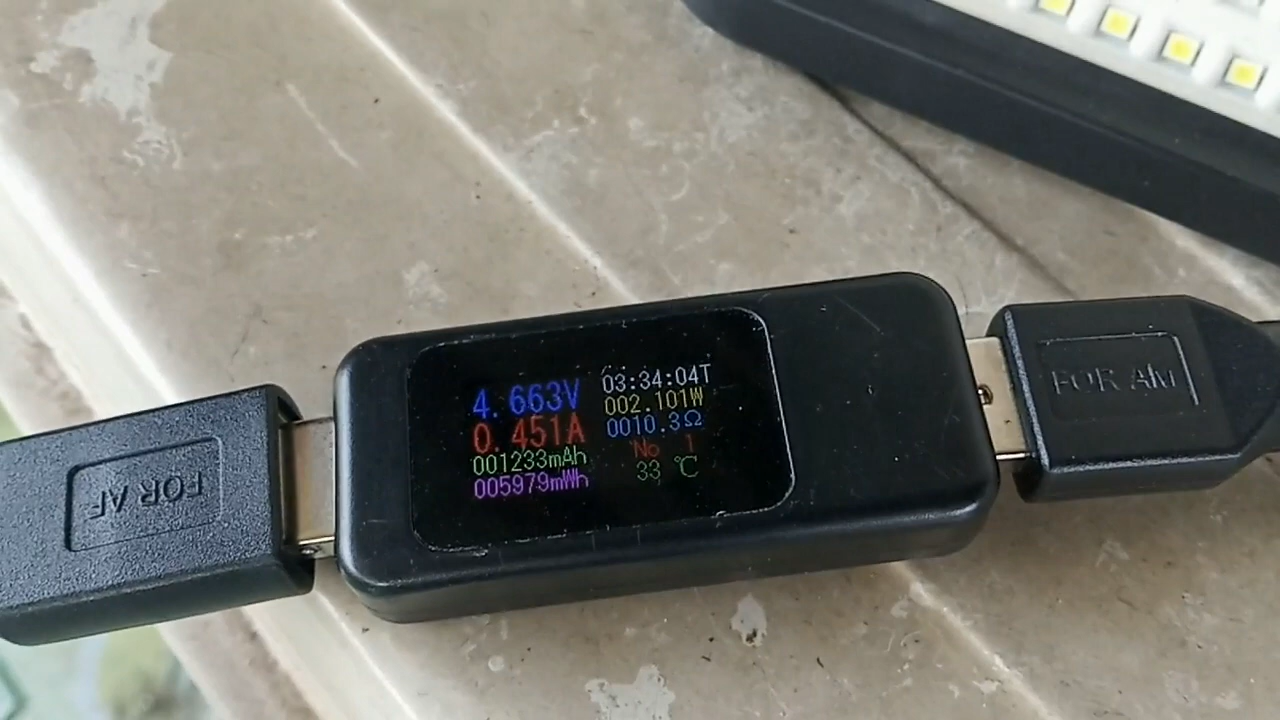 4.663V
0.451A
001233mAh
005979mWh
03:34:04T
002.101W
0010.3Ω
No 1
33 ℃
FOR AF
FOR AM